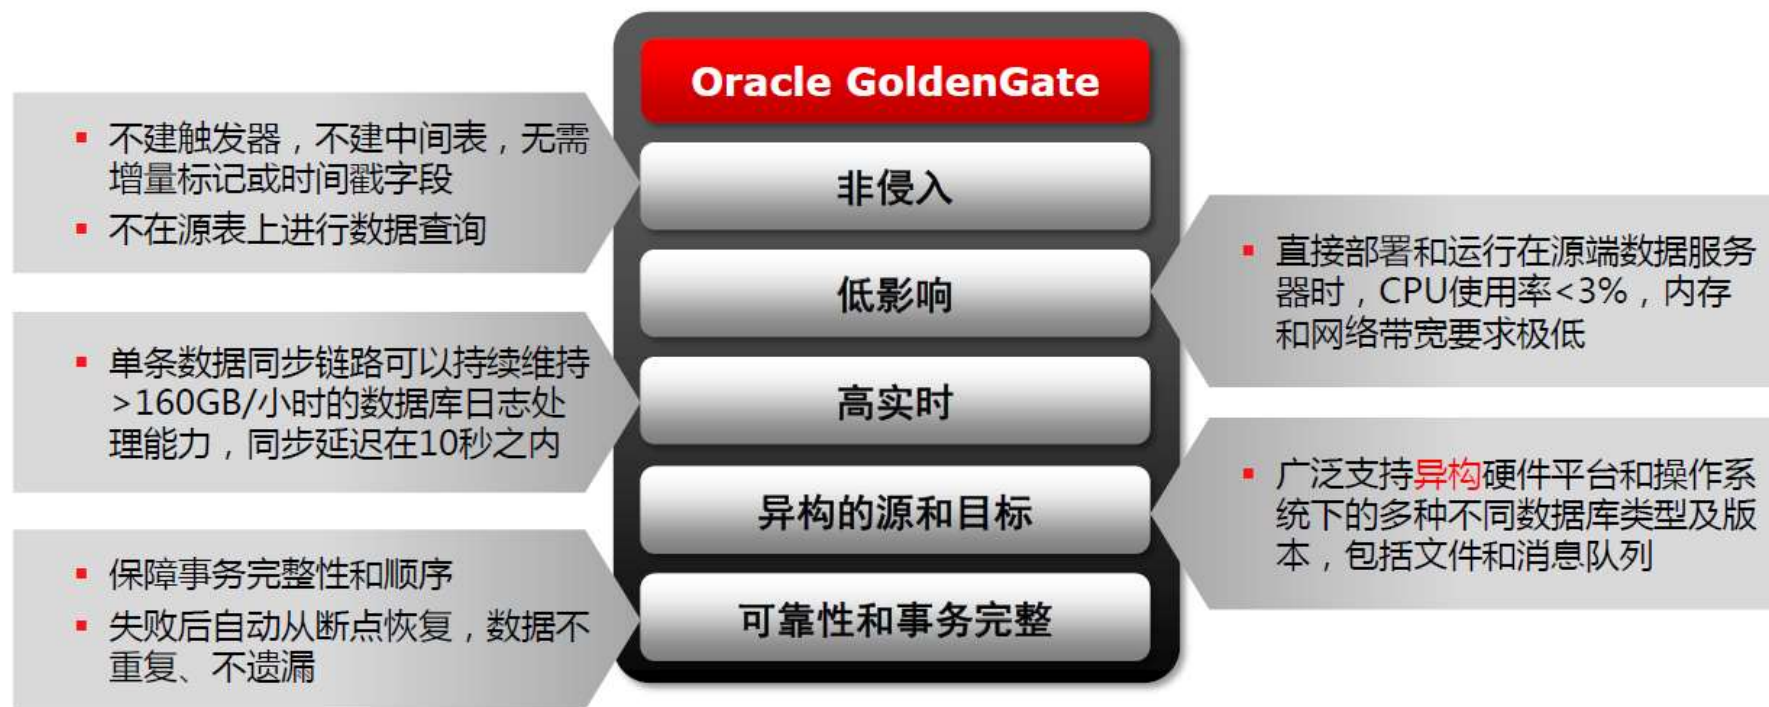 Oracle GoldenGate
▪ 不建触发器，不建中间表，无需
增量标记或时间戳字段
▪ 不在源表上进行数据查询
非侵入
▪ 直接部署和运行在源端数据服务
器时，CPU使用率<3%，内存
和网络带宽要求极低
低影响
▪ 单条数据同步链路可以持续维持
>160GB/小时的数据库日志处
理能力，同步延迟在10秒之内
高实时
▪ 广泛支持异构硬件平台和操作系
统下的多种不同数据库类型及版
本，包括文件和消息队列
异构的源和目标
▪ 保障事务完整性和顺序
▪ 失败后自动从断点恢复，数据不
重复、不遗漏
可靠性和事务完整